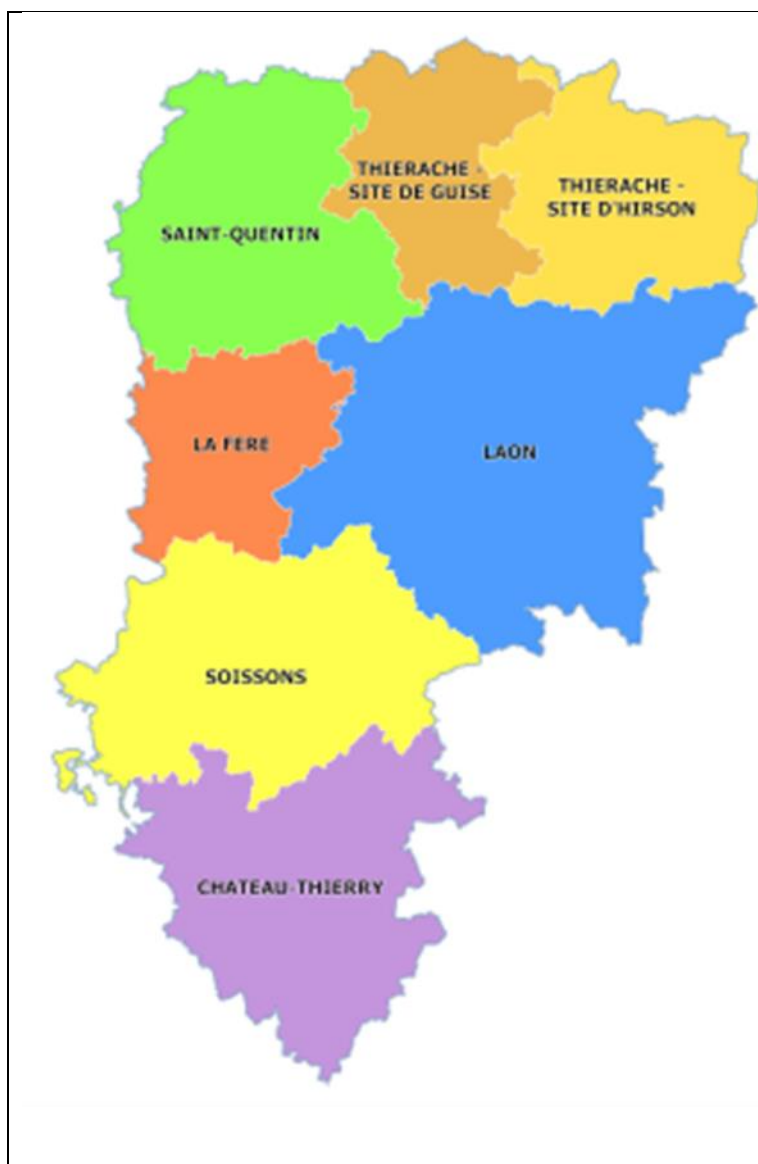 THIERACHE -
SITE DE GUISE
THIERACHE -
SITE D'HIRSON
SAINT-QUENTIN
LA FERE
LAON
SOISSONS
CHATEAU-THIERRY